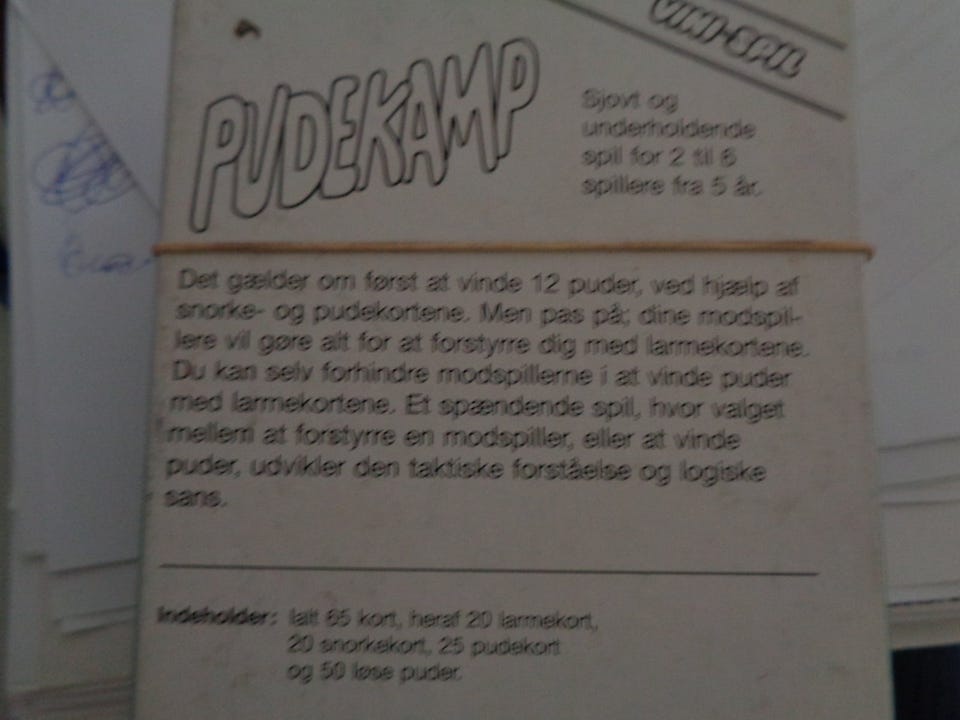 VINI-SPIL
PUDEKAMP
Sjovt og
underholdende
spil for 2 til 6
spillere fra 5 år.
Det gælder om først at vinde 12 puder, ved hjælp af
snorke- og pudekortene. Men pas på; dine modspil-
lere vil gøre alt for at forstyrre dig med larmekortene.
Du kan selv forhindre modspillerne i at vinde puder
med larmekortene. Et spændende spil, hvor valget
mellem at forstyrre en modspiller, eller at vinde
puder, udvikler den taktiske forståelse og logiske
sans.
Indeholder: Ialt 65 kort, heraf 20 larmekort,
20 snorkekort, 25 pudekort
og 50 løse puder.